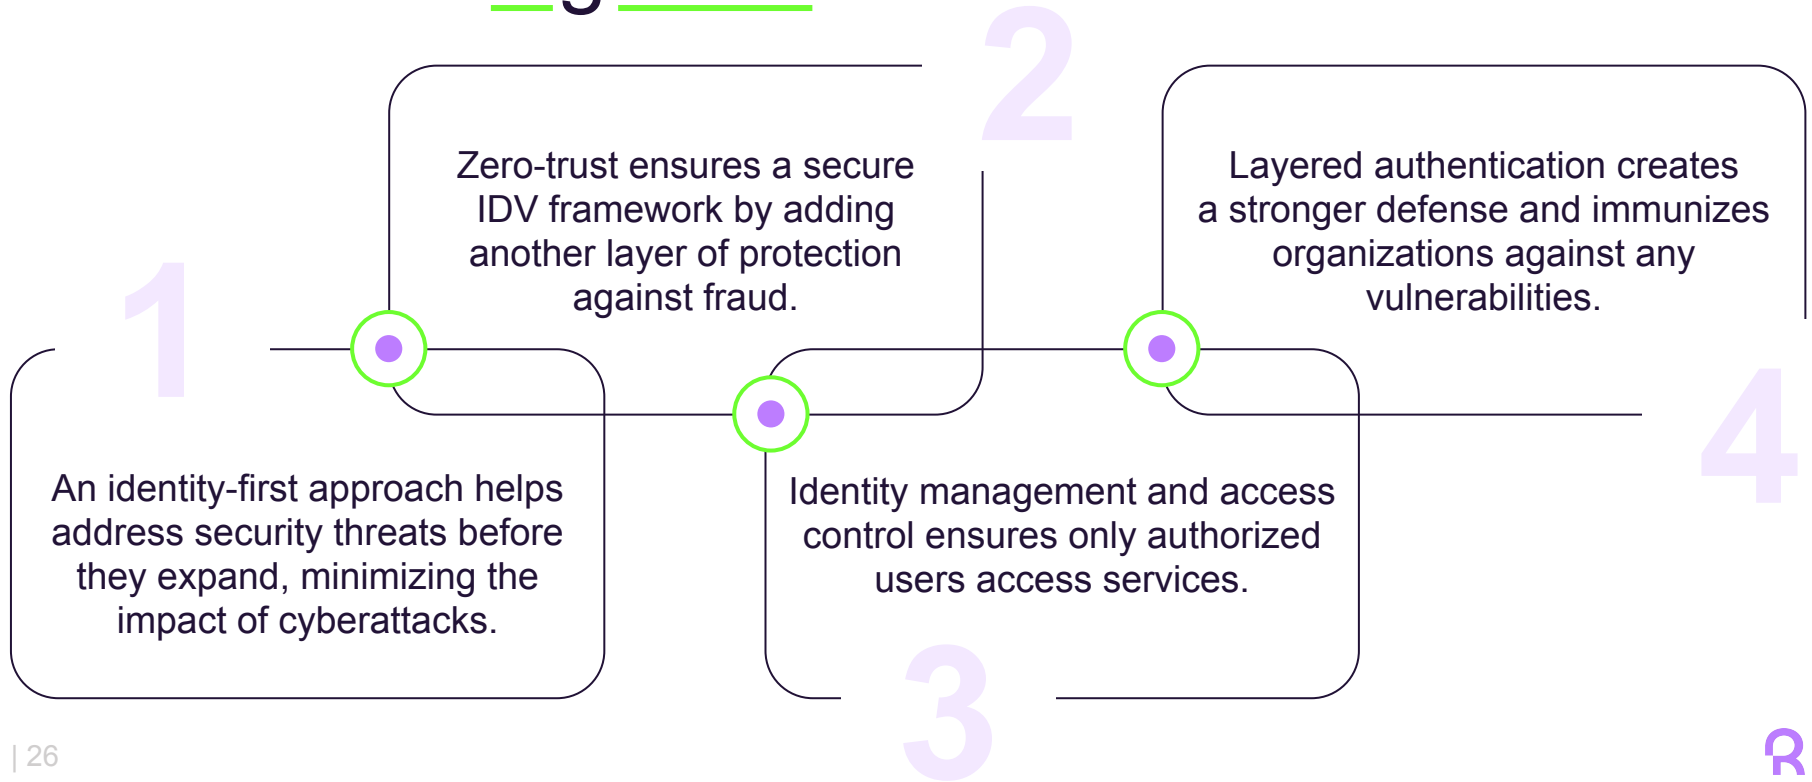 1
An identity-first approach helps
address security threats before
they expand, minimizing the
impact of cyberattacks.
2
Zero-trust ensures a secure
IDV framework by adding
another layer of protection
against fraud.
3
Identity management and access
control ensures only authorized
users access services.
4
Layered authentication creates
a stronger defense and immunizes
organizations against any
vulnerabilities.
| 26